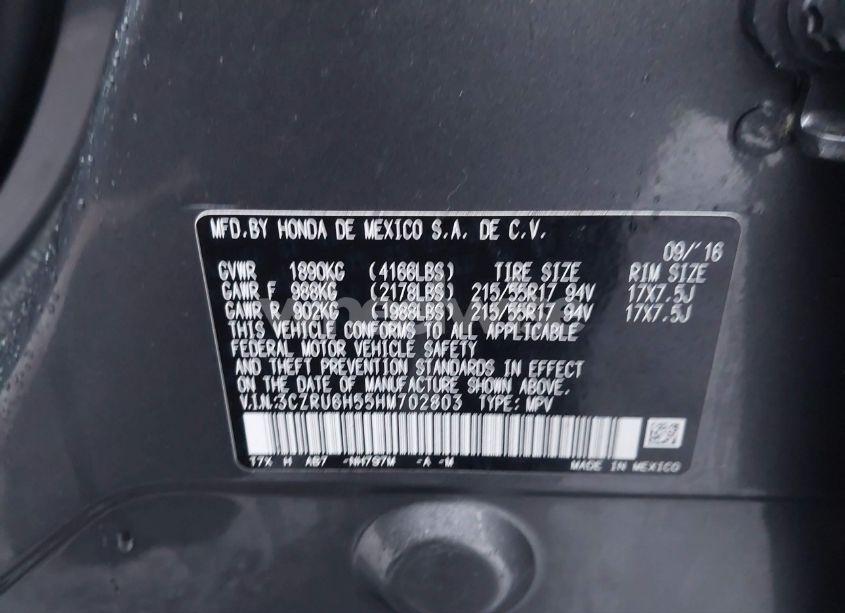 MFD.BY HONDA DE MEXICO S.A. DE C.V.
09/'16
GVWR 1890KG (4166LBS) TIRE SIZE RIM SIZE
GAWR F 988KG (2178LBS) 215/55R17 94V 17X7.5J
GAWR R 902KG (1988LBS) 215/55R17 94V 17X7.5J
THIS VEHICLE CONFORMS TO ALL APPLICABLE
FEDERAL MOTOR VEHICLE SAFETY
AND THEFT PREVENTION STANDARDS IN EFFECT
ON THE DATE OF MANUFACTURE SHOWN ABOVE.
V.I.N.:3CZRU6H55HM702803 TYPE: MPV
17X H AB7 -NH797M -A -M
MADE IN MEXICO